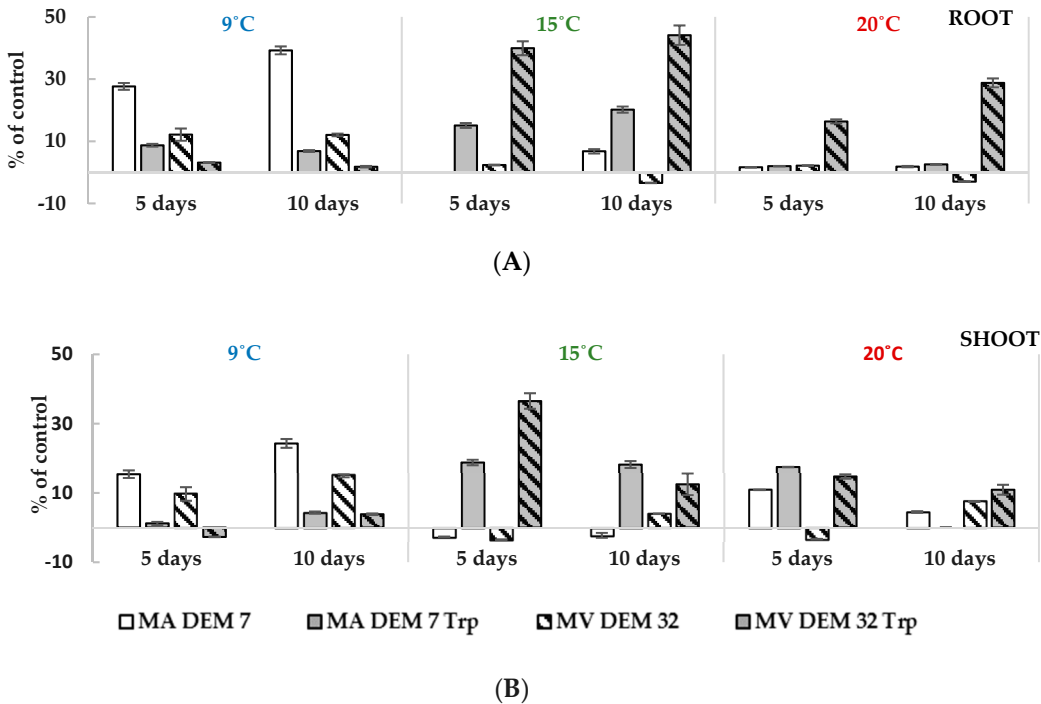 50 9˚C 15˚C 20˚C ROOT
30
10
-10
% of control
5 days 10 days 5 days 10 days 5 days 10 days
(A)
50 9˚C 15˚C 20˚C SHOOT
30
10
-10
% of control
5 days 10 days 5 days 10 days 5 days 10 days
MA DEM 7 MA DEM 7 Trp MV DEM 32 MV DEM 32 Trp
(B)